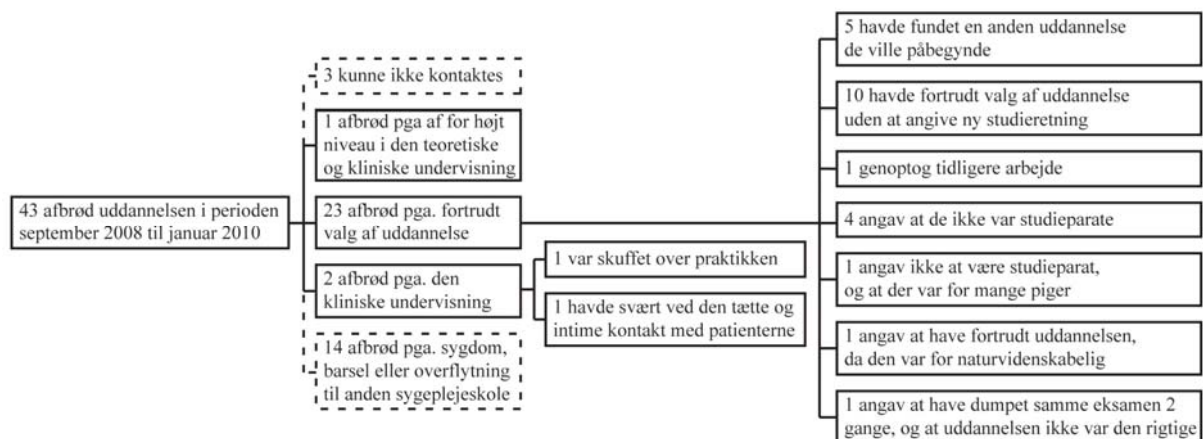 43 afbrød uddannelsen i perioden
september 2008 til januar 2010
3 kunne ikke kontaktes
1 afbrød pga af for højt
niveau i den teoretiske
og kliniske undervisning
23 afbrød pga. fortrudt
valg af uddannelse
2 afbrød pga. den
kliniske undervisning
14 afbrød pga. sygdom,
barsel eller overflytning
til anden sygeplejeskole
1 var skuffet over praktikken
1 havde svært ved den tætte og
intime kontakt med patienterne
5 havde fundet en anden uddannelse
de ville påbegynde
10 havde fortrudt valg af uddannelse
uden at angive ny studieretning
1 genoptog tidligere arbejde
4 angav at de ikke var studieparate
1 angav ikke at være studieparat,
og at der var for mange piger
1 angav at have fortrudt uddannelsen,
da den var for naturvidenskabelig
1 angav at have dumpet samme eksamen 2
gange, og at uddannelsen ikke var den rigtige